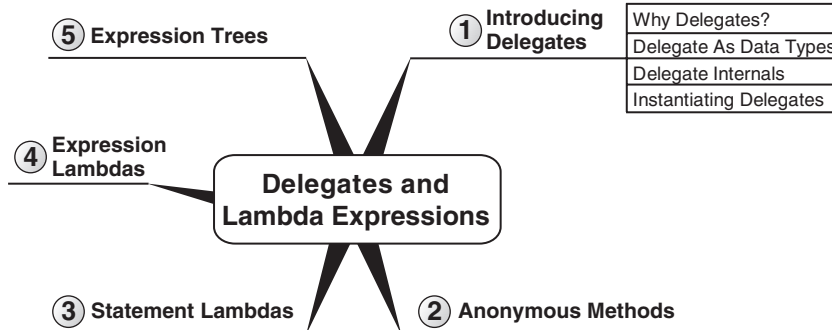 1 Introducing
Delegates
Why Delegates?
Delegate As Data Types
Delegate Internals
Instantiating Delegates
2 Anonymous Methods
3 Statement Lambdas
4 Expression
Lambdas
5 Expression Trees
Delegates and
Lambda Expressions